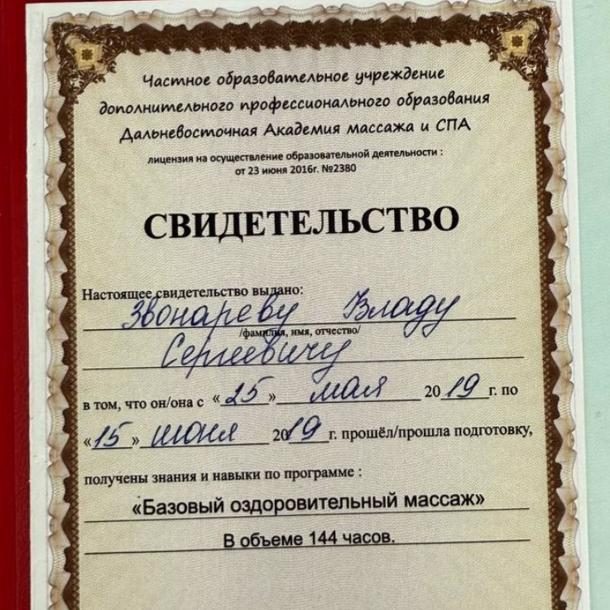 Частное образовательное учреждение
дополнительного профессионального образования
Дальневосточная Академия массажа и СПА
лицензия на осуществление образовательной деятельности :
от 23 июня 2016г. №2380
СВИДЕТЕЛЬСТВО
Настоящее свидетельство выдано:
Звонареву Владу
/фамилия, имя, отчество/
Сергеевичу
в том, что он/она с «25» мая 2019г. по
«15» июня 2019 г. прошёл/прошла подготовку,
получены знания и навыки по программе :
«Базовый оздоровительный массаж»
В объеме 144 часов.